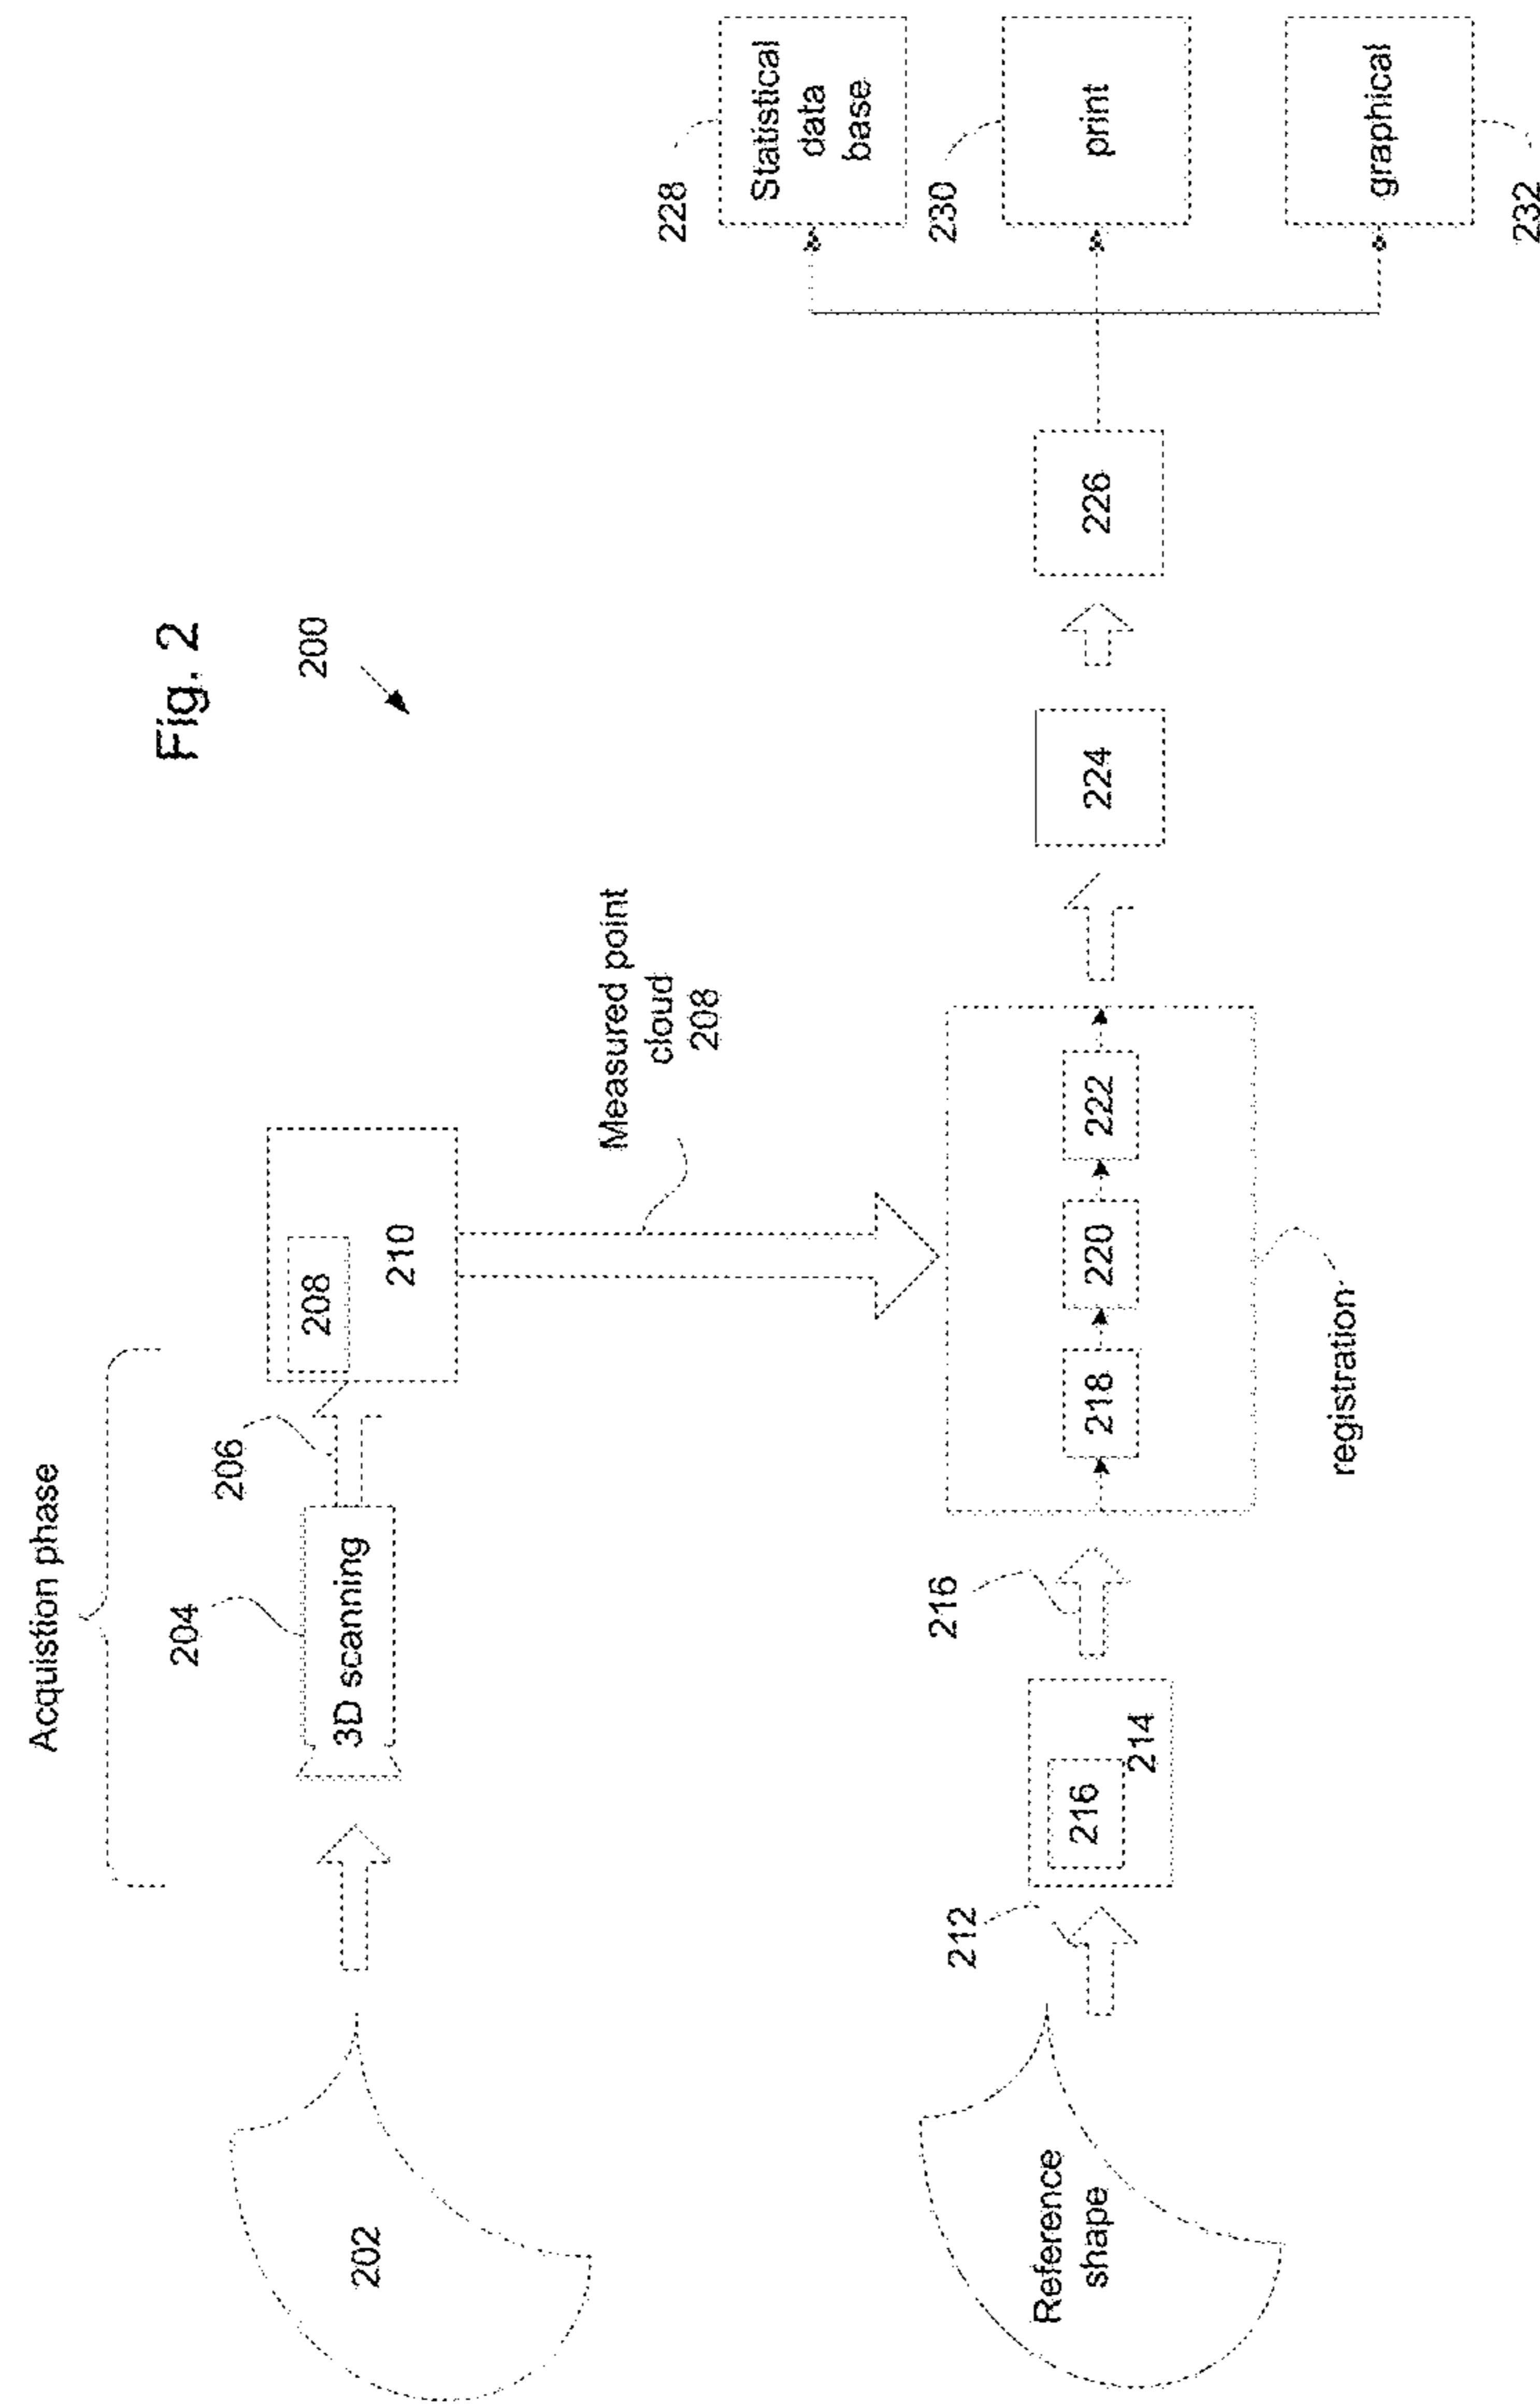 Fig. 2
200
Acquistion phase
204
206
202
3D scanning
208
210
Measured point
cloud
208
Reference
shape
212
216
214
216
218
220
222
registration
224
226
228
Statistical
data
base
230
print
graphical
232